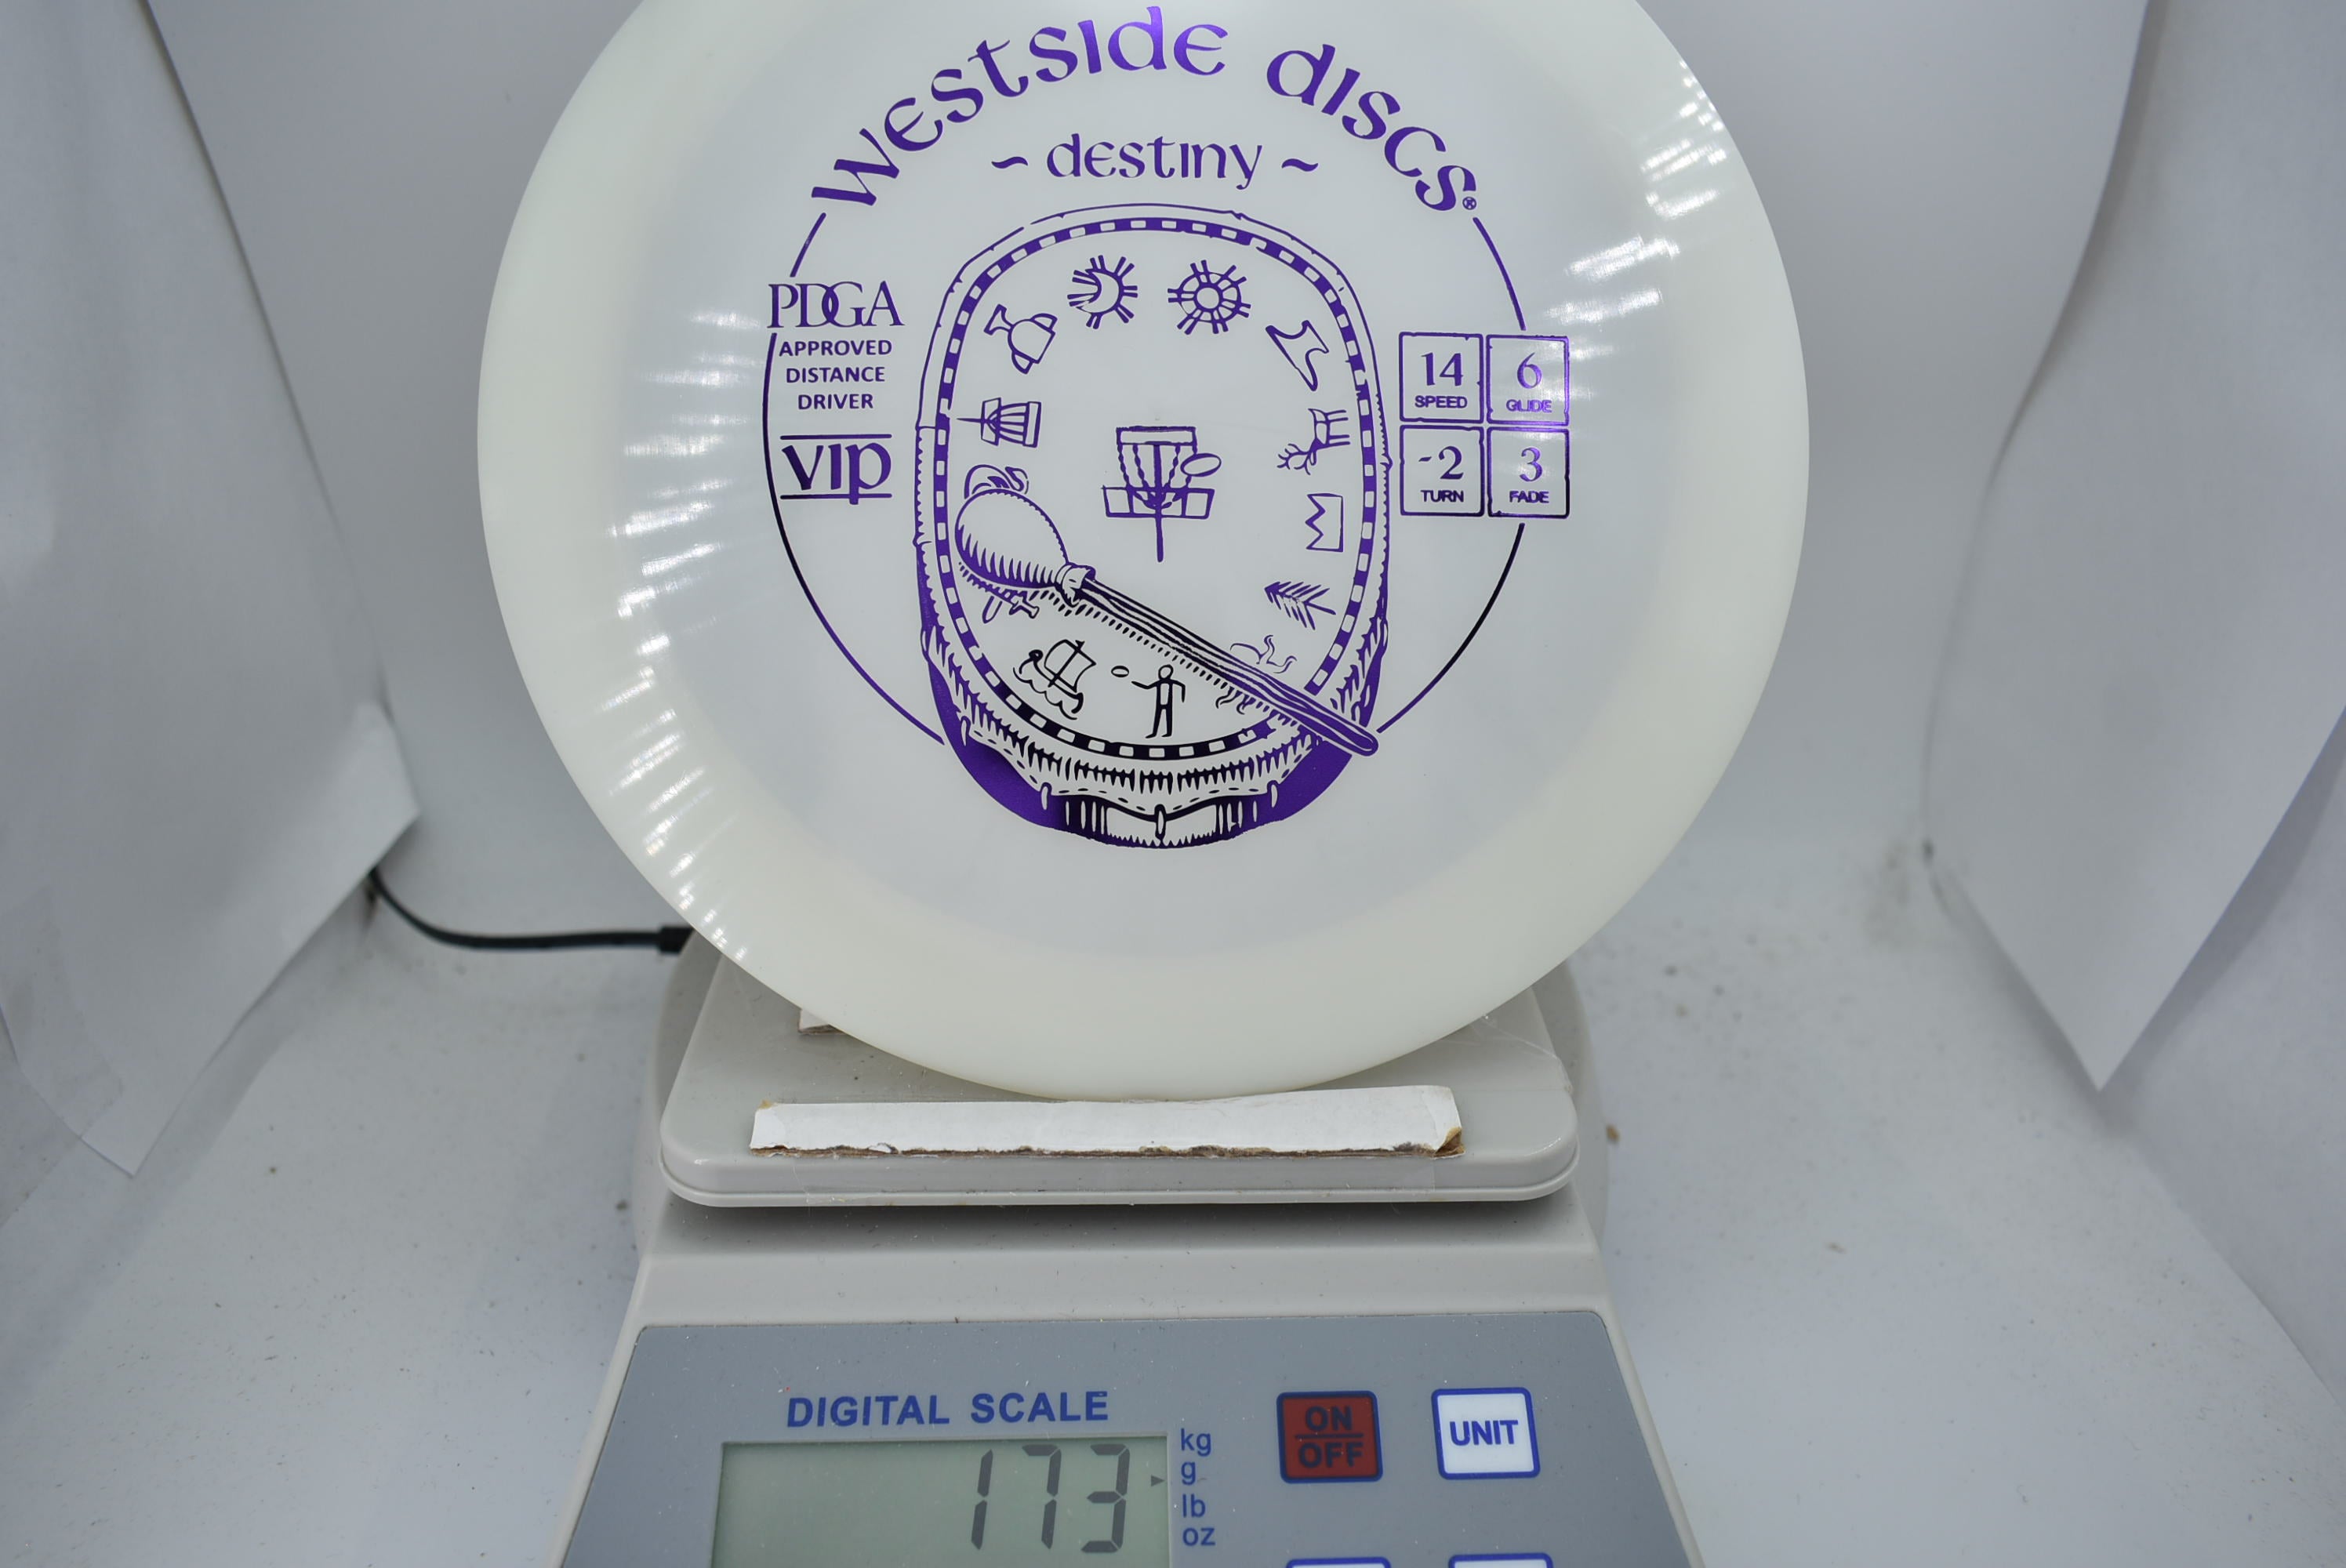 westside discs®
~ destiny ~
PDGA
APPROVED
DISTANCE
DRIVER
vip
14
SPEED
6
GLIDE
-2
TURN
3
FADE
DIGITAL SCALE
173
kg
g
lb
oz
ON
OFF
UNIT